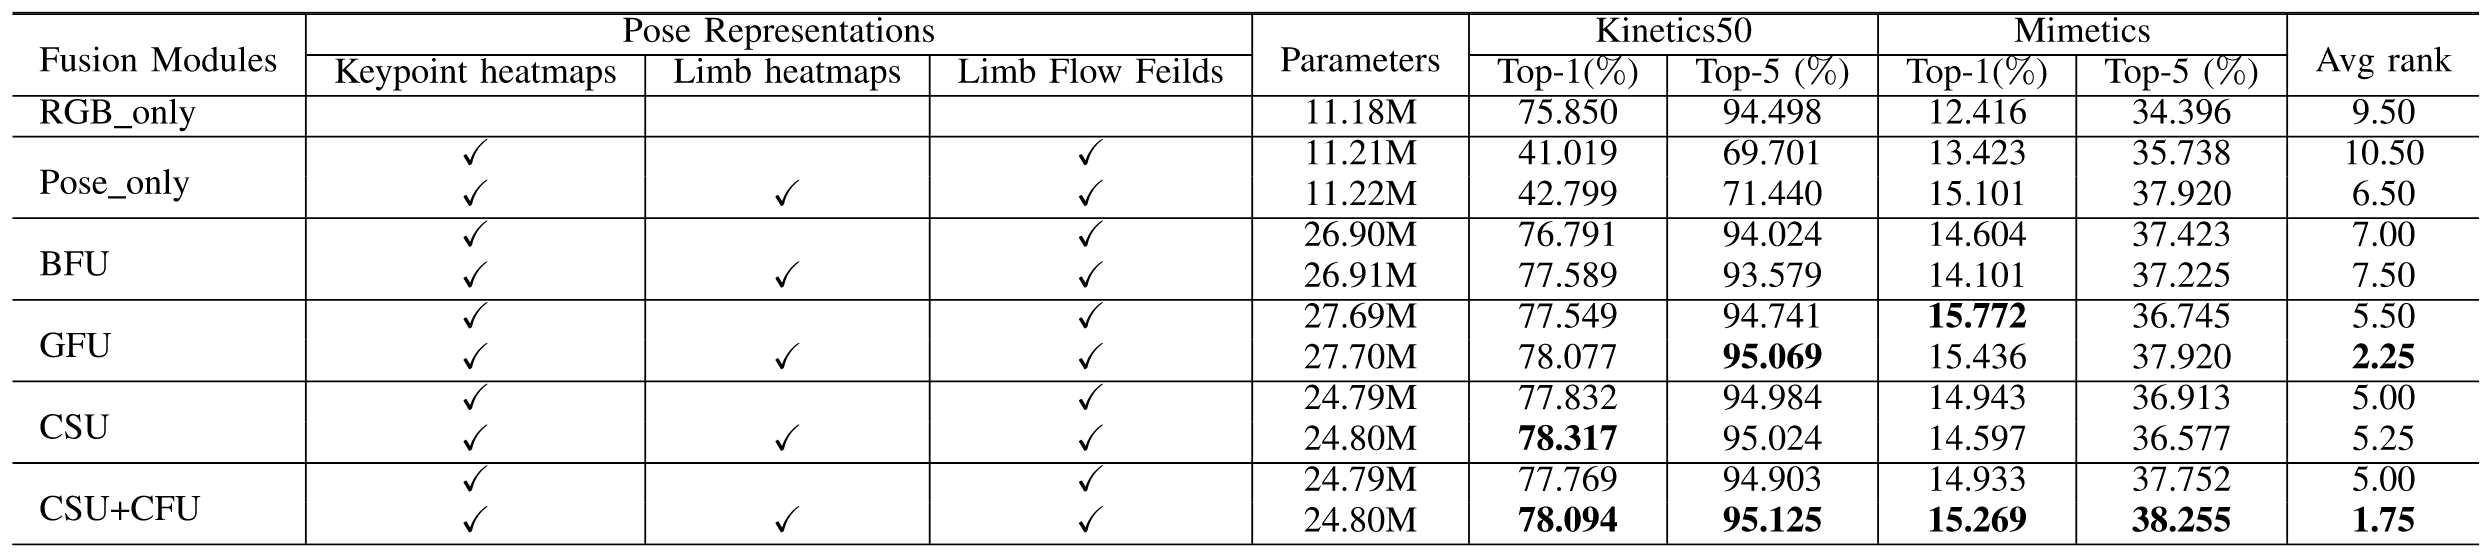 Fusion Modules Pose Representations Parameters Kinetics50 Mimetics Avg rank
Keypoint heatmaps Limb heatmaps Limb Flow Feilds Top-1(%) Top-5 (%) Top-1(%) Top-5 (%)
RGB_only 11.18M 75.850 94.498 12.416 34.396 9.50
Pose_only ✓ ✓ 11.21M 41.019 69.701 13.423 35.738 10.50
✓ ✓ ✓ 11.22M 42.799 71.440 15.101 37.920 6.50
BFU ✓ ✓ 26.90M 76.791 94.024 14.604 37.423 7.00
✓ ✓ ✓ 26.91M 77.589 93.579 14.101 37.225 7.50
GFU ✓ ✓ 27.69M 77.549 94.741 15.772 36.745 5.50
✓ ✓ ✓ 27.70M 78.077 95.069 15.436 37.920 2.25
CSU ✓ ✓ 24.79M 77.832 94.984 14.943 36.913 5.00
✓ ✓ ✓ 24.80M 78.317 95.024 14.597 36.577 5.25
CSU+CFU ✓ ✓ 24.79M 77.769 94.903 14.933 37.752 5.00
✓ ✓ ✓ 24.80M 78.094 95.125 15.269 38.255 1.75